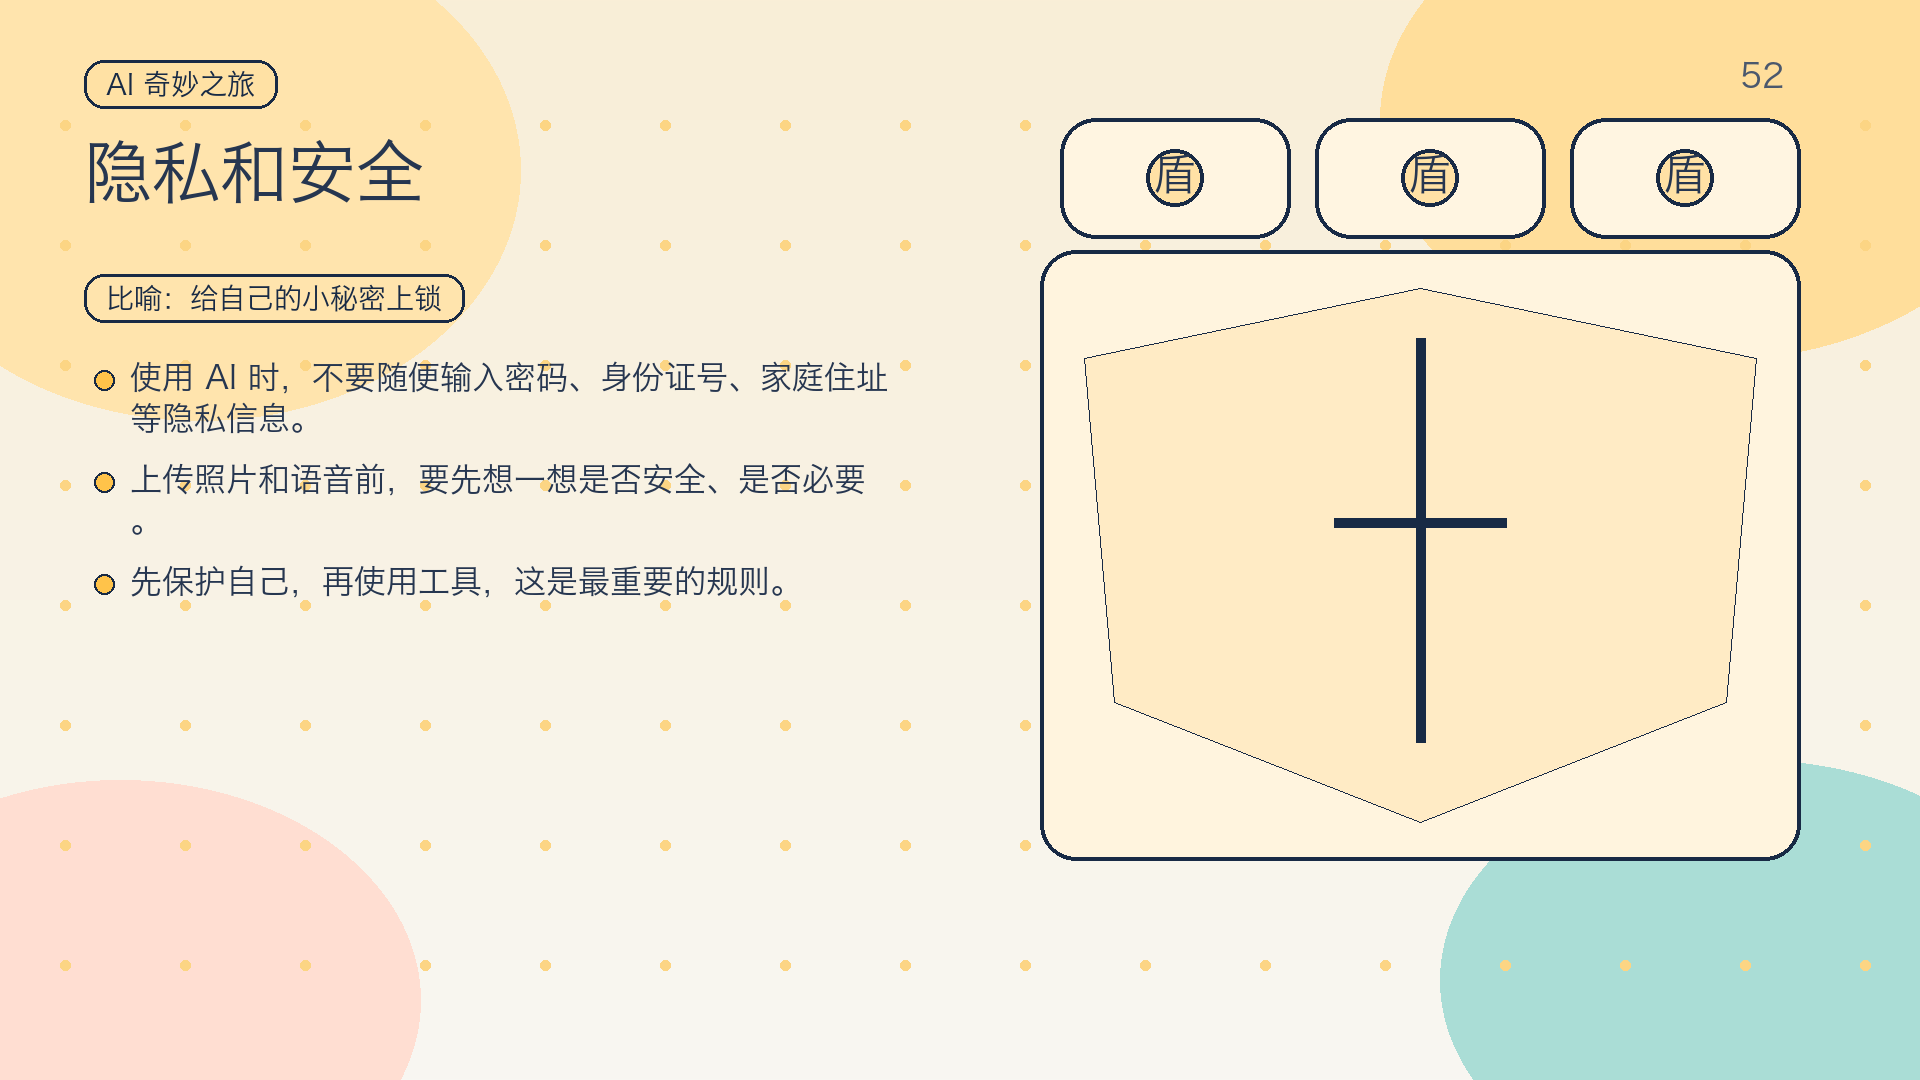 AI 奇妙之旅
52
隐私和安全
盾
盾
盾
比喻：给自己的小秘密上锁
使用 AI 时，不要随便输入密码、身份证号、家庭住址
等隐私信息。
上传照片和语音前，要先想一想是否安全、是否必要
。
先保护自己，再使用工具，这是最重要的规则。